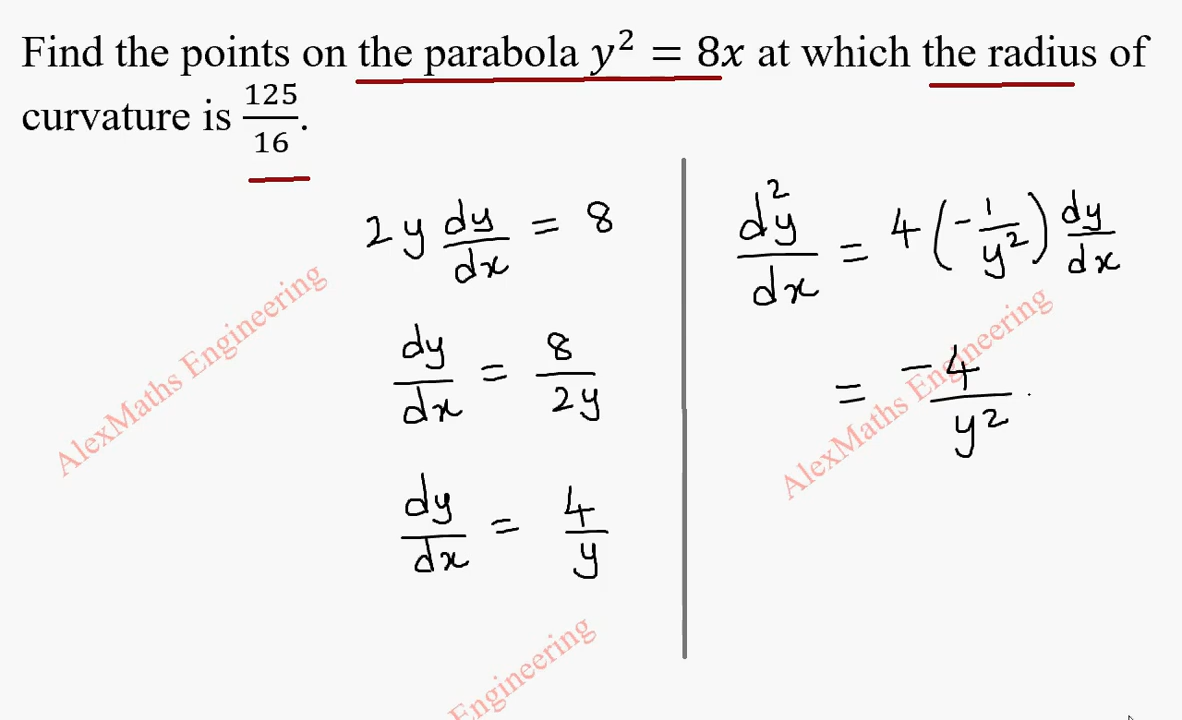 Find the points on the parabola y² = 8x at which the radius of
curvature is 125/16.
2y dy/dx = 8
dy/dx = 8/2y
dy/dx = 4/y
d²y/dx = 4(-1/y²) dy/dx
= -4/y²
AlexMaths Engineering
AlexMaths Engineering
Engineering